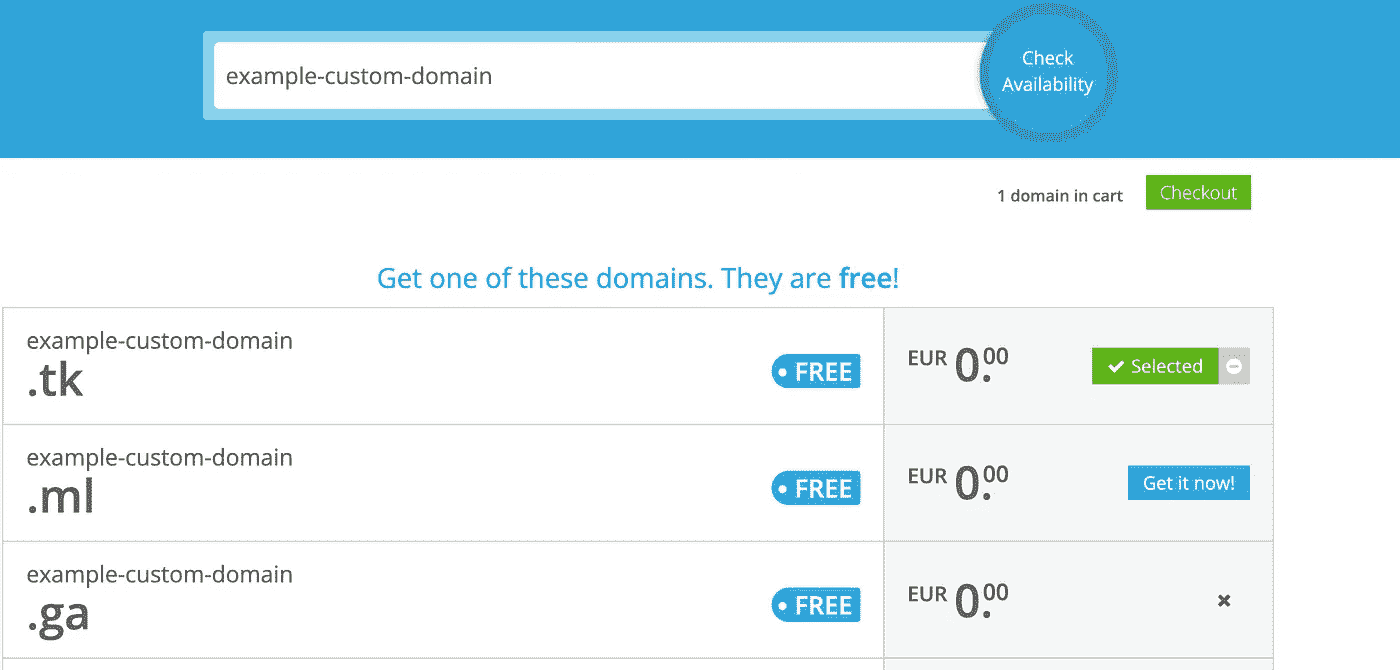 example-custom-domain
Check
Availability
1 domain in cart
Checkout
Get one of these domains. They are free!
example-custom-domain
.tk
FREE
EUR 0.00
Selected
example-custom-domain
.ml
FREE
EUR 0.00
Get it now!
example-custom-domain
.ga
FREE
EUR 0.00